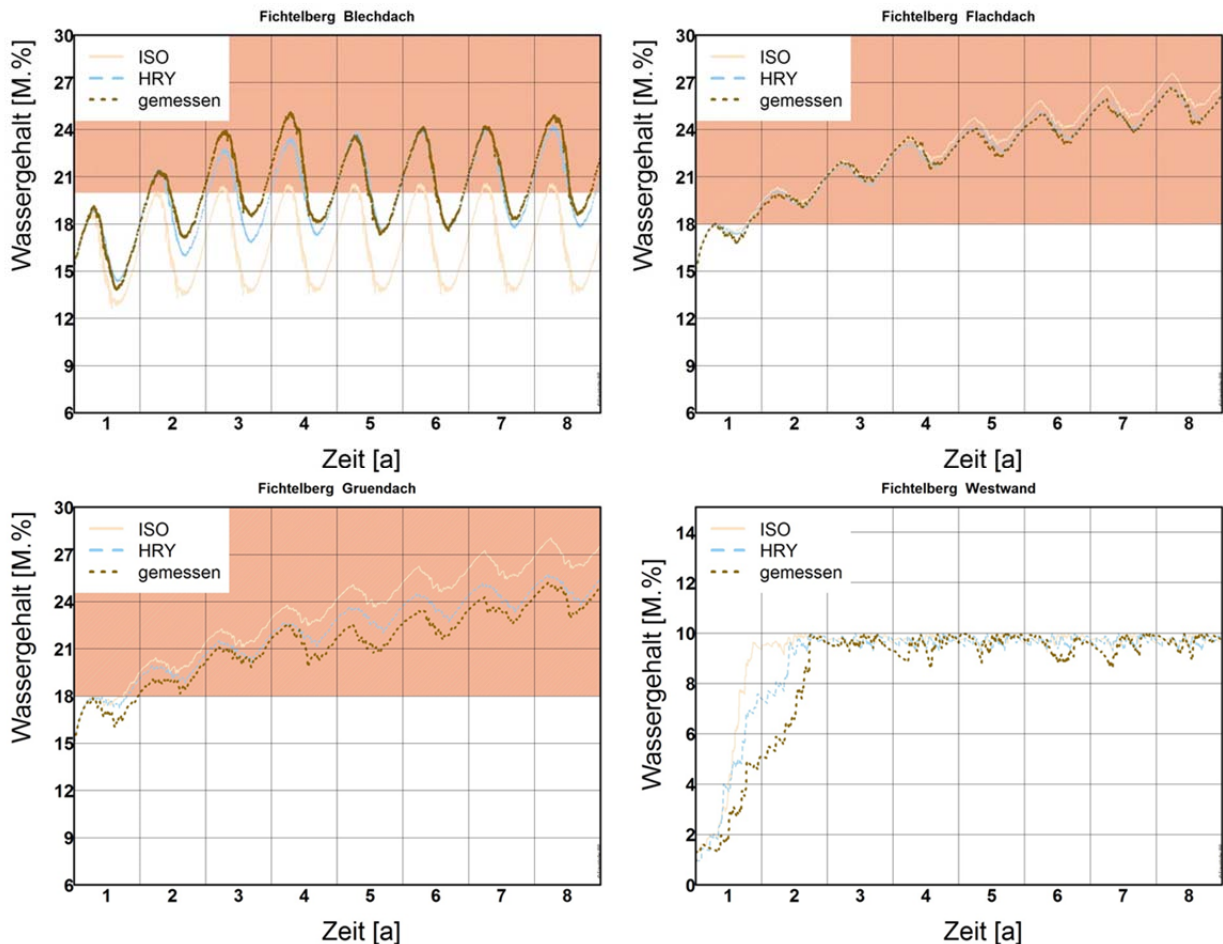 Fichtelberg Blechdach
Wassergehalt [M.%]
30
27
24
21
18
15
12
9
6
ISO
HRY
gemessen
1 2 3 4 5 6 7 8
Zeit [a]
Fichtelberg Flachdach
Wassergehalt [M.%]
30
27
24
21
18
15
12
9
6
ISO
HRY
gemessen
1 2 3 4 5 6 7 8
Zeit [a]
Fichtelberg Gruendach
Wassergehalt [M.%]
30
27
24
21
18
15
12
9
6
ISO
HRY
gemessen
1 2 3 4 5 6 7 8
Zeit [a]
Fichtelberg Westwand
Wassergehalt [M.%]
14
12
10
8
6
4
2
0
ISO
HRY
gemessen
1 2 3 4 5 6 7 8
Zeit [a]